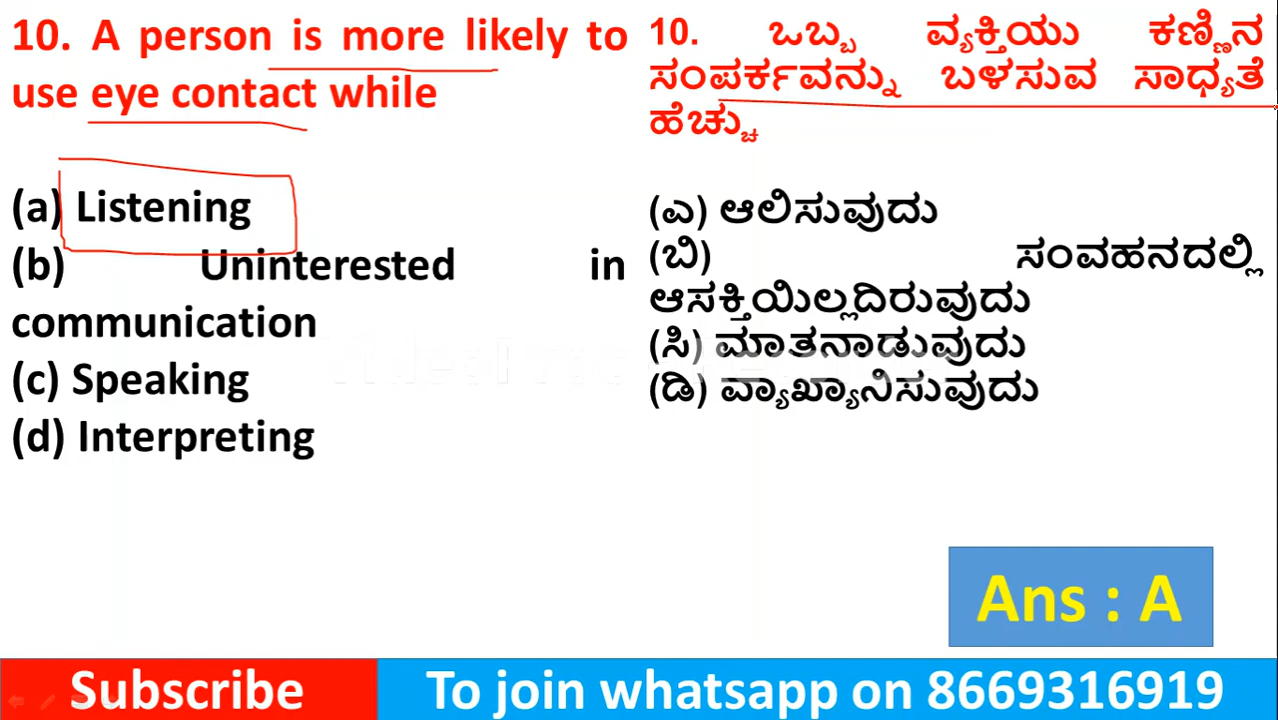 10. A person is more likely to
use eye contact while
(a) Listening
(b) Uninterested in
communication
(c) Speaking
(d) Interpreting
10. ಒಬ್ಬ ವ್ಯಕ್ತಿಯು ಕಣ್ಣಿನ
ಸಂಪರ್ಕವನ್ನು ಬಳಸುವ ಸಾಧ್ಯತೆ
ಹೆಚ್ಚು
(ಎ) ಆಲಿಸುವುದು
(ಬಿ) ಸಂವಹನದಲ್ಲಿ
ಆಸಕ್ತಿಯಿಲ್ಲದಿರುವುದು
(ಸಿ) ಮಾತನಾಡುವುದು
(ಡಿ) ವ್ಯಾಖ್ಯಾನಿಸುವುದು
Ans : A
Subscribe
To join whatsapp on 8669316919